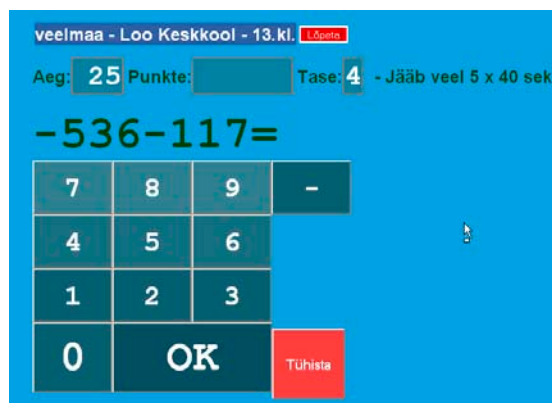 veelmaa - Loo Keskkool - 13.kl. Lõpeta
Aeg: 25 Punkte: Tase: 4 - Jääb veel 5 x 40 sek
-536-117=
7 8 9 -
4 5 6
1 2 3
0 OK Tühista